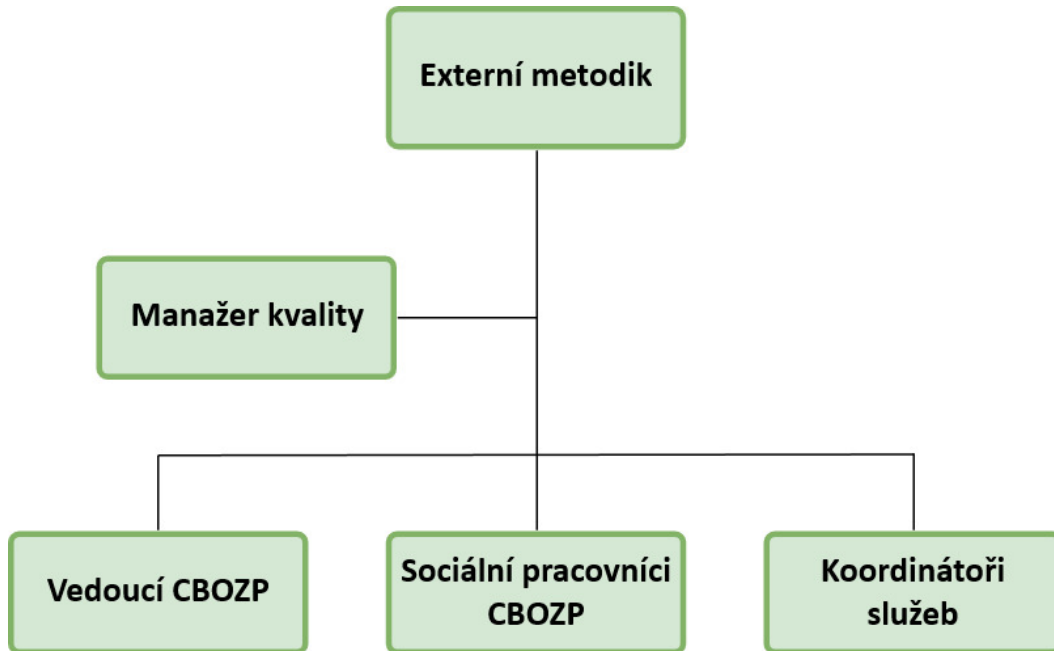 Externí metodik
Manažer kvality
Vedoucí CBOZP
Sociální pracovníci
CBOZP
Koordinátoři
služeb